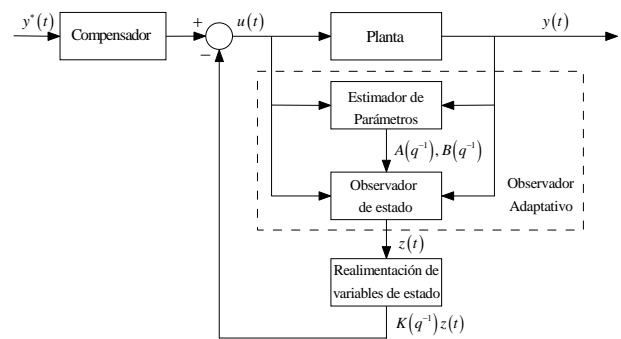 y*(t)
Compensador
+
−
u(t)
Planta
y(t)
Estimador de
Parámetros
A(q⁻¹), B(q⁻¹)
Observador
de estado
Observador
Adaptativo
z(t)
Realimentación de
variables de estado
K(q⁻¹)z(t)